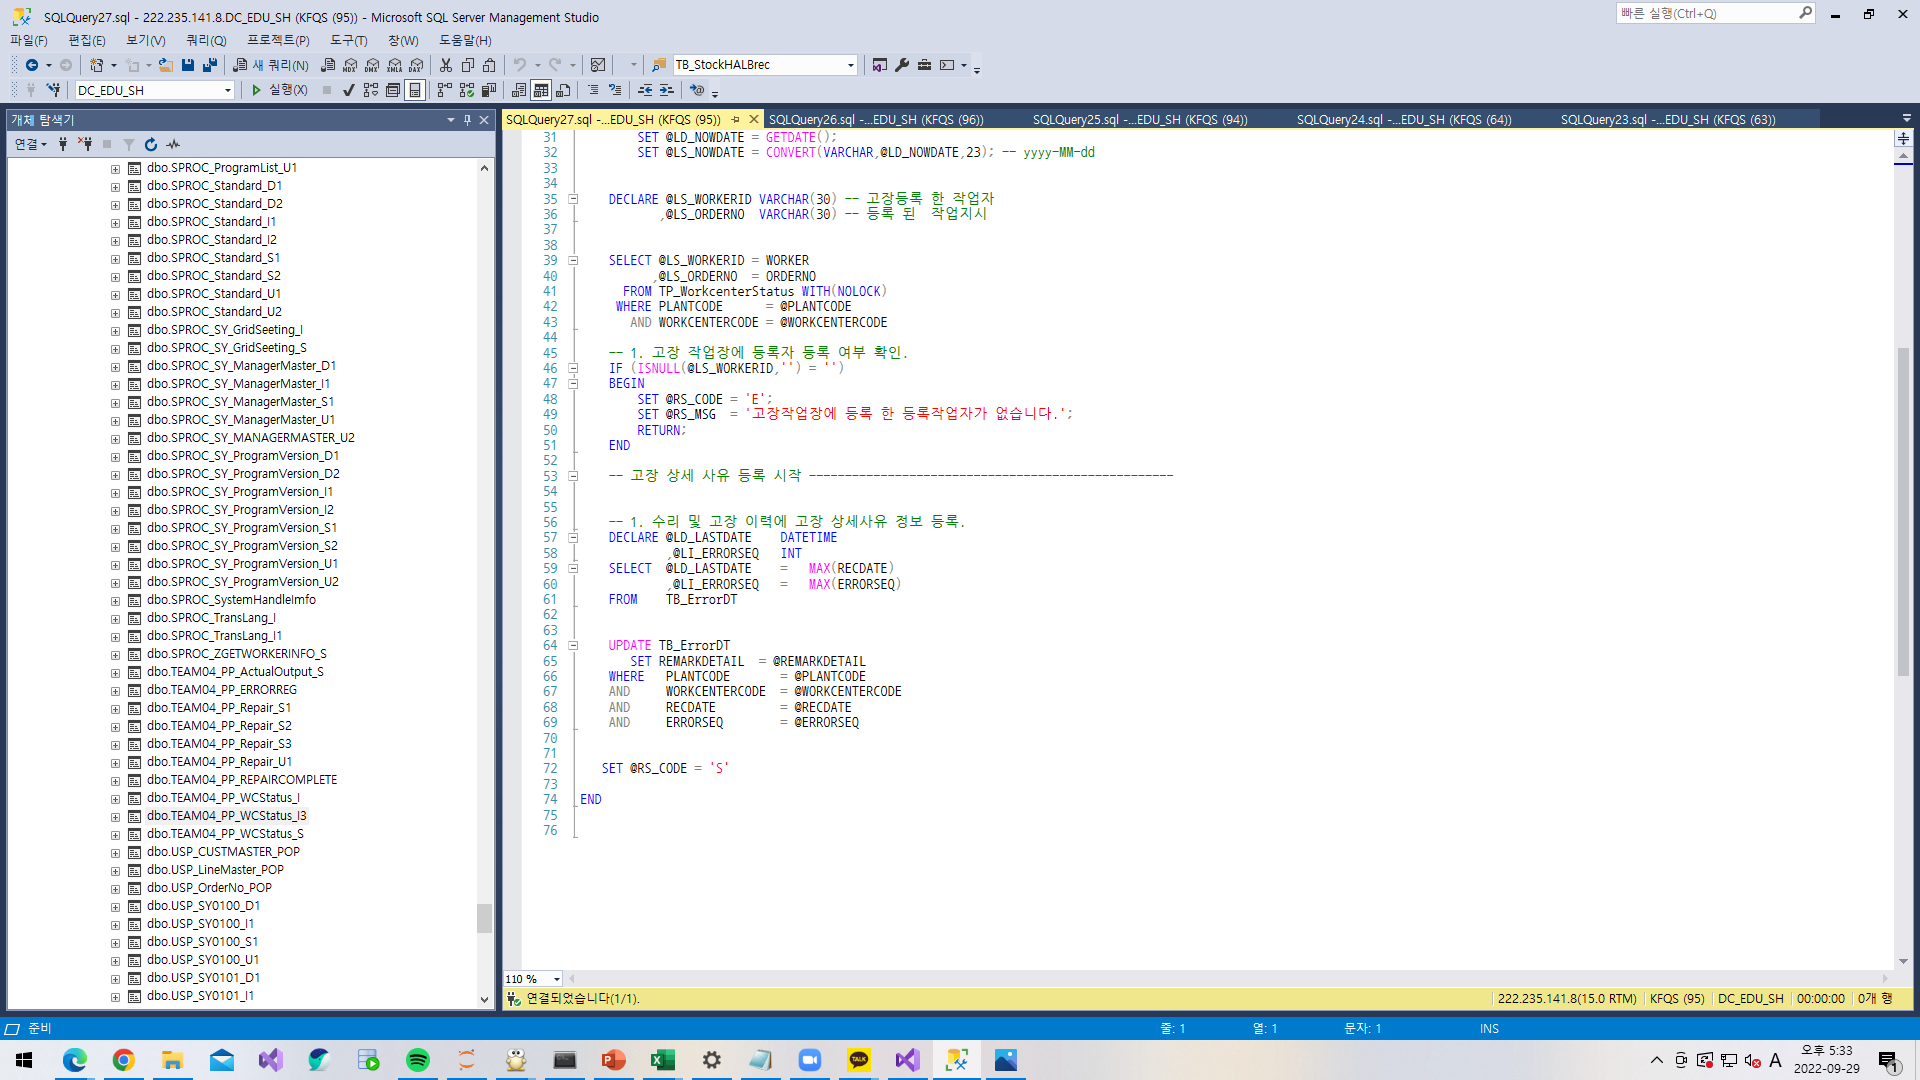 SQLQuery27.sql - 222.235.141.8.DC_EDU_SH (KFQS (95)) - Microsoft SQL Server Management Studio
빠른 실행(Ctrl+Q)
파일(F) 편집(E) 보기(V) 쿼리(Q) 프로젝트(P) 도구(T) 창(W) 도움말(H)
새 쿼리(N) MDX DMX XMLA DAX TB_StockHALBrec
DC_EDU_SH 실행(X)
개체 탐색기
연결
dbo.SPROC_ProgramList_U1
dbo.SPROC_Standard_D1
dbo.SPROC_Standard_D2
dbo.SPROC_Standard_I1
dbo.SPROC_Standard_I2
dbo.SPROC_Standard_S1
dbo.SPROC_Standard_S2
dbo.SPROC_Standard_U1
dbo.SPROC_Standard_U2
dbo.SPROC_SY_GridSeeting_I
dbo.SPROC_SY_GridSeeting_S
dbo.SPROC_SY_ManagerMaster_D1
dbo.SPROC_SY_ManagerMaster_I1
dbo.SPROC_SY_ManagerMaster_S1
dbo.SPROC_SY_ManagerMaster_U1
dbo.SPROC_SY_MANAGERMASTER_U2
dbo.SPROC_SY_ProgramVersion_D1
dbo.SPROC_SY_ProgramVersion_D2
dbo.SPROC_SY_ProgramVersion_I1
dbo.SPROC_SY_ProgramVersion_I2
dbo.SPROC_SY_ProgramVersion_S1
dbo.SPROC_SY_ProgramVersion_S2
dbo.SPROC_SY_ProgramVersion_U1
dbo.SPROC_SY_ProgramVersion_U2
dbo.SPROC_SystemHandleImfo
dbo.SPROC_TransLang_I
dbo.SPROC_TransLang_I1
dbo.SPROC_ZGETWORKERINFO_S
dbo.TEAM04_PP_ActualOutput_S
dbo.TEAM04_PP_ERRORREG
dbo.TEAM04_PP_Repair_S1
dbo.TEAM04_PP_Repair_S2
dbo.TEAM04_PP_Repair_S3
dbo.TEAM04_PP_Repair_U1
dbo.TEAM04_PP_REPAIRCOMPLETE
dbo.TEAM04_PP_WCStatus_I
dbo.TEAM04_PP_WCStatus_I3
dbo.TEAM04_PP_WCStatus_S
dbo.USP_CUSTMASTER_POP
dbo.USP_LineMaster_POP
dbo.USP_OrderNo_POP
dbo.USP_SY0100_D1
dbo.USP_SY0100_I1
dbo.USP_SY0100_S1
dbo.USP_SY0100_U1
dbo.USP_SY0101_D1
dbo.USP_SY0101_I1
SQLQuery27.sql -...EDU_SH (KFQS (95)) SQLQuery26.sql -...EDU_SH (KFQS (96)) SQLQuery25.sql -...EDU_SH (KFQS (94)) SQLQuery24.sql -...EDU_SH (KFQS (64)) SQLQuery23.sql -...EDU_SH (KFQS (63))
31 SET @LD_NOWDATE = GETDATE();
32 SET @LS_NOWDATE = CONVERT(VARCHAR,@LD_NOWDATE,23); -- yyyy-MM-dd
33
34
35 DECLARE @LS_WORKERID VARCHAR(30) -- 고장등록 한 작업자
36 ,@LS_ORDERNO VARCHAR(30) -- 등록 된 작업지시
37
38
39 SELECT @LS_WORKERID = WORKER
40 ,@LS_ORDERNO = ORDERNO
41 FROM TP_WorkcenterStatus WITH(NOLOCK)
42 WHERE PLANTCODE = @PLANTCODE
43 AND WORKCENTERCODE = @WORKCENTERCODE
44
45 -- 1. 고장 작업장에 등록자 등록 여부 확인.
46 IF (ISNULL(@LS_WORKERID,'') = '')
47 BEGIN
48 SET @RS_CODE = 'E';
49 SET @RS_MSG = '고장작업장에 등록 한 등록작업자가 없습니다.';
50 RETURN;
51 END
52
53 -- 고장 상세 사유 등록 시작 ---------------------------------------------------
54
55
56 -- 1. 수리 및 고장 이력에 고장 상세사유 정보 등록.
57 DECLARE @LD_LASTDATE DATETIME
58 ,@LI_ERRORSEQ INT
59 SELECT @LD_LASTDATE = MAX(RECDATE)
60 ,@LI_ERRORSEQ = MAX(ERRORSEQ)
61 FROM TB_ErrorDT
62
63
64 UPDATE TB_ErrorDT
65 SET REMARKDETAIL = @REMARKDETAIL
66 WHERE PLANTCODE = @PLANTCODE
67 AND WORKCENTERCODE = @WORKCENTERCODE
68 AND RECDATE = @RECDATE
69 AND ERRORSEQ = @ERRORSEQ
70
71
72 SET @RS_CODE = 'S'
73
74 END
75
76
110 %
연결되었습니다(1/1). 222.235.141.8(15.0 RTM) KFQS (95) DC_EDU_SH 00:00:00 0개 행
준비 줄: 1 열: 1 문자: 1 INS
TALK A 오후 5:33
2022-09-29 1